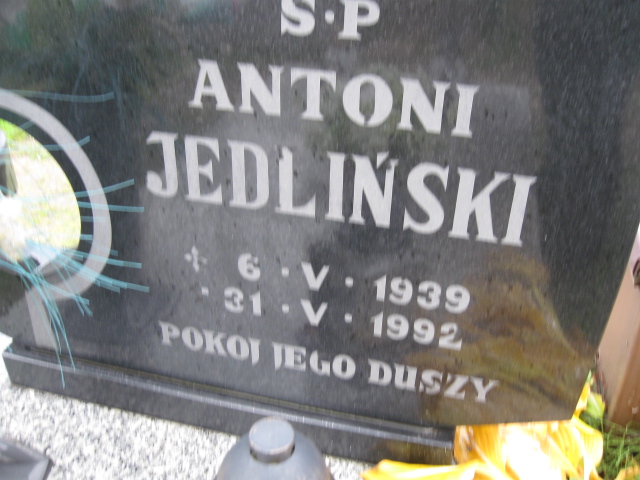 Ś·P
ANTONI
JEDLIŃSKI
✝ 6 · V · 1939
· 31 · V · 1992
POKÓJ JEGO DUSZY